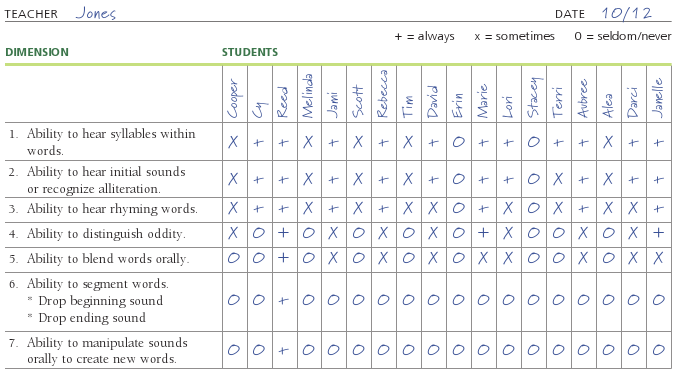 TEACHER Jones DATE 10/12
+ = always x = sometimes 0 = seldom/never
DIMENSION STUDENTS
Cooper Cy Reed Melinda Jami Scott Rebecca Tim David Erin Marie Lori Stacey Terri Aubree Alea Darci Janelle
1. Ability to hear syllables within
words.
X + + X + X + X + O + + O + + X + +
2. Ability to hear initial sounds
or recognize alliteration.
X + + X + X + X + O + + O X + X + +
3. Ability to hear rhyming words. X + + X + X + X X O + X O X + X X +
4. Ability to distinguish oddity. X O + O X O X O X O + X O O X O X +
5. Ability to blend words orally. O O + O X O X O X O X X O O X O X X
6. Ability to segment words.
* Drop beginning sound
* Drop ending sound
O O + O O O O O O O O O O O O O O O
7. Ability to manipulate sounds
orally to create new words.
O O + O O O O O O O O O O O O O O O